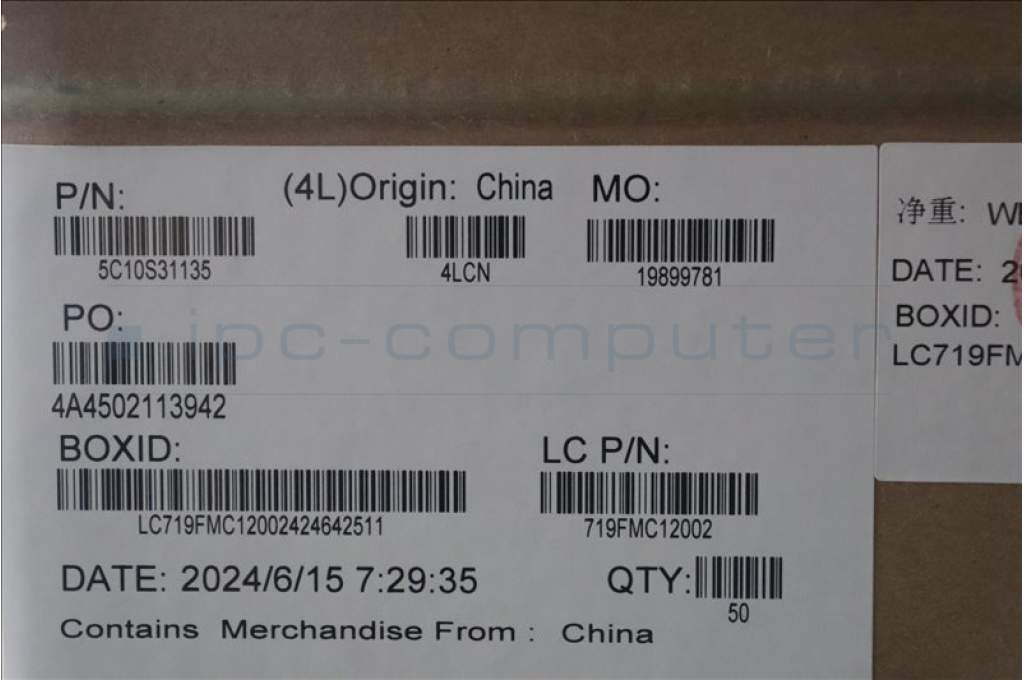 P/N: (4L)Origin: China MO:
5C10S31135 4LCN 19899781
PO:
ipc-computer
4A4502113942
BOXID: LC P/N:
LC719FMC12002424642511 719FMC12002
DATE: 2024/6/15 7:29:35 QTY:
50
Contains Merchandise From : China
净重:
DATE: 2
BOXID:
LC719FM